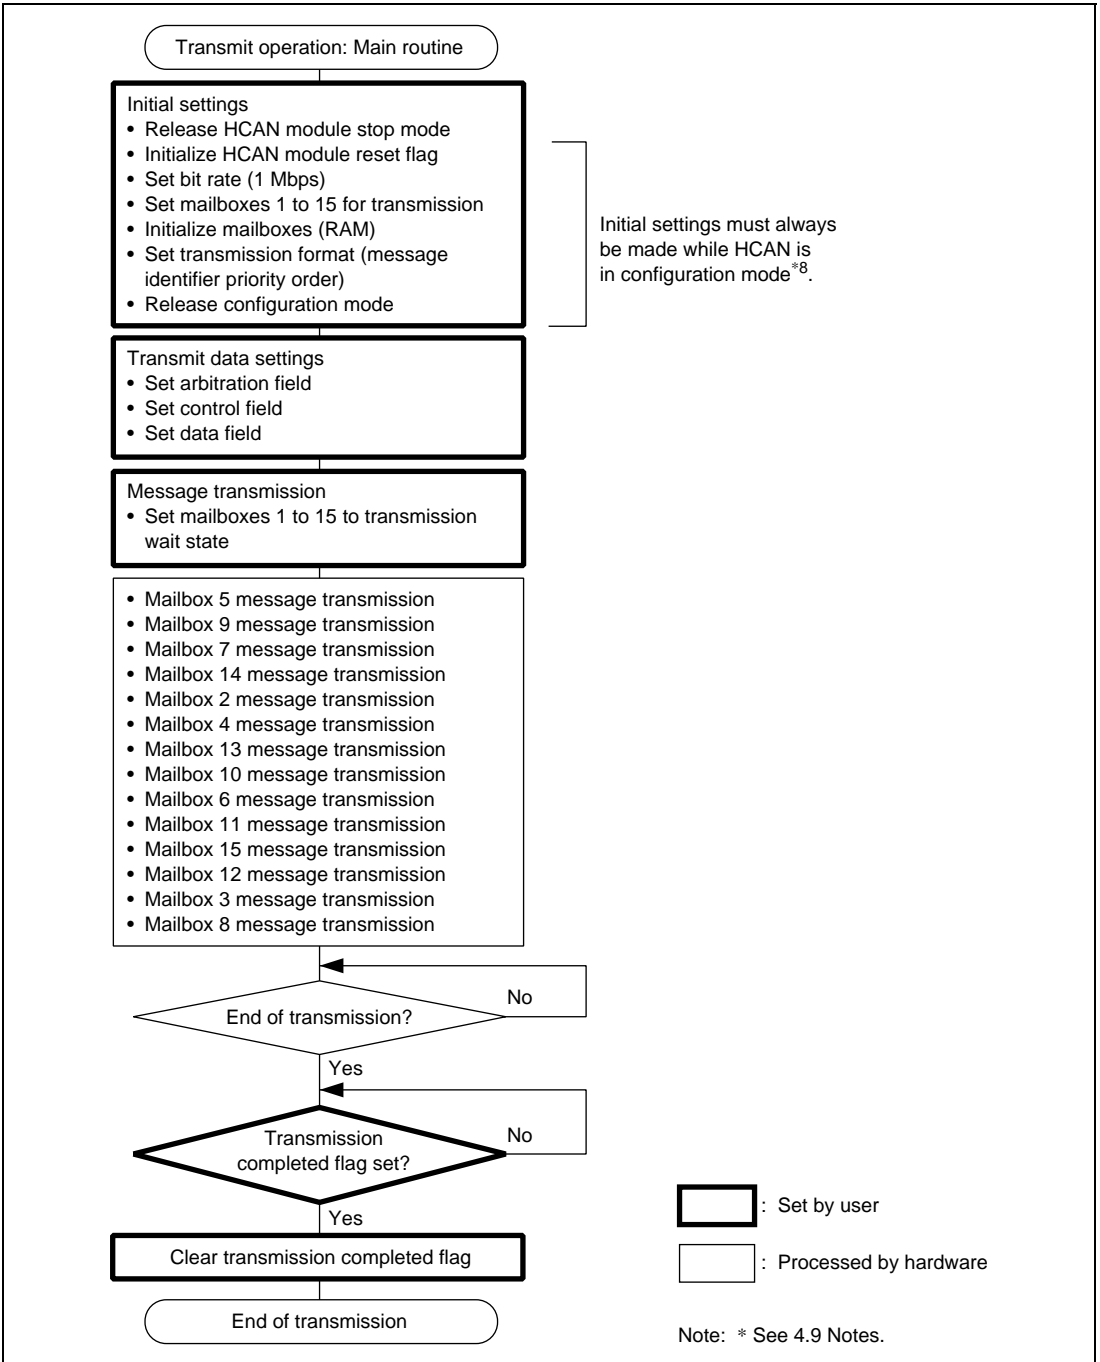 Transmit operation: Main routine
Initial settings
• Release HCAN module stop mode
• Initialize HCAN module reset flag
• Set bit rate (1 Mbps)
• Set mailboxes 1 to 15 for transmission
• Initialize mailboxes (RAM)
• Set transmission format (message
identifier priority order)
• Release configuration mode
Initial settings must always
be made while HCAN is
in configuration mode*8.
Transmit data settings
• Set arbitration field
• Set control field
• Set data field
Message transmission
• Set mailboxes 1 to 15 to transmission
wait state
• Mailbox 5 message transmission
• Mailbox 9 message transmission
• Mailbox 7 message transmission
• Mailbox 14 message transmission
• Mailbox 2 message transmission
• Mailbox 4 message transmission
• Mailbox 13 message transmission
• Mailbox 10 message transmission
• Mailbox 6 message transmission
• Mailbox 11 message transmission
• Mailbox 15 message transmission
• Mailbox 12 message transmission
• Mailbox 3 message transmission
• Mailbox 8 message transmission
No
End of transmission?
Yes
No
Transmission
completed flag set?
Yes
Clear transmission completed flag
End of transmission
: Set by user
: Processed by hardware
Note: * See 4.9 Notes.